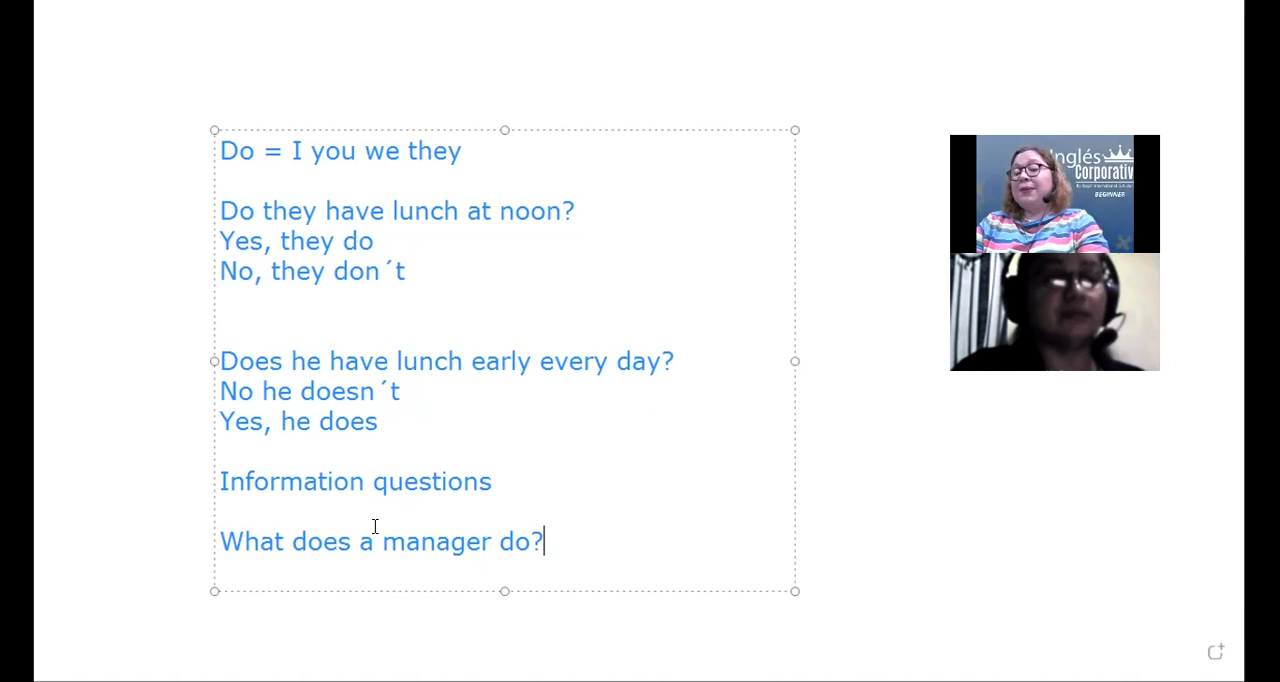 Do = I you we they
Do they have lunch at noon?
Yes, they do
No, they don´t
Does he have lunch early every day?
No he doesn´t
Yes, he does
Information questions
What does a manager do?
Inglés
Corporativ
BEGINNER